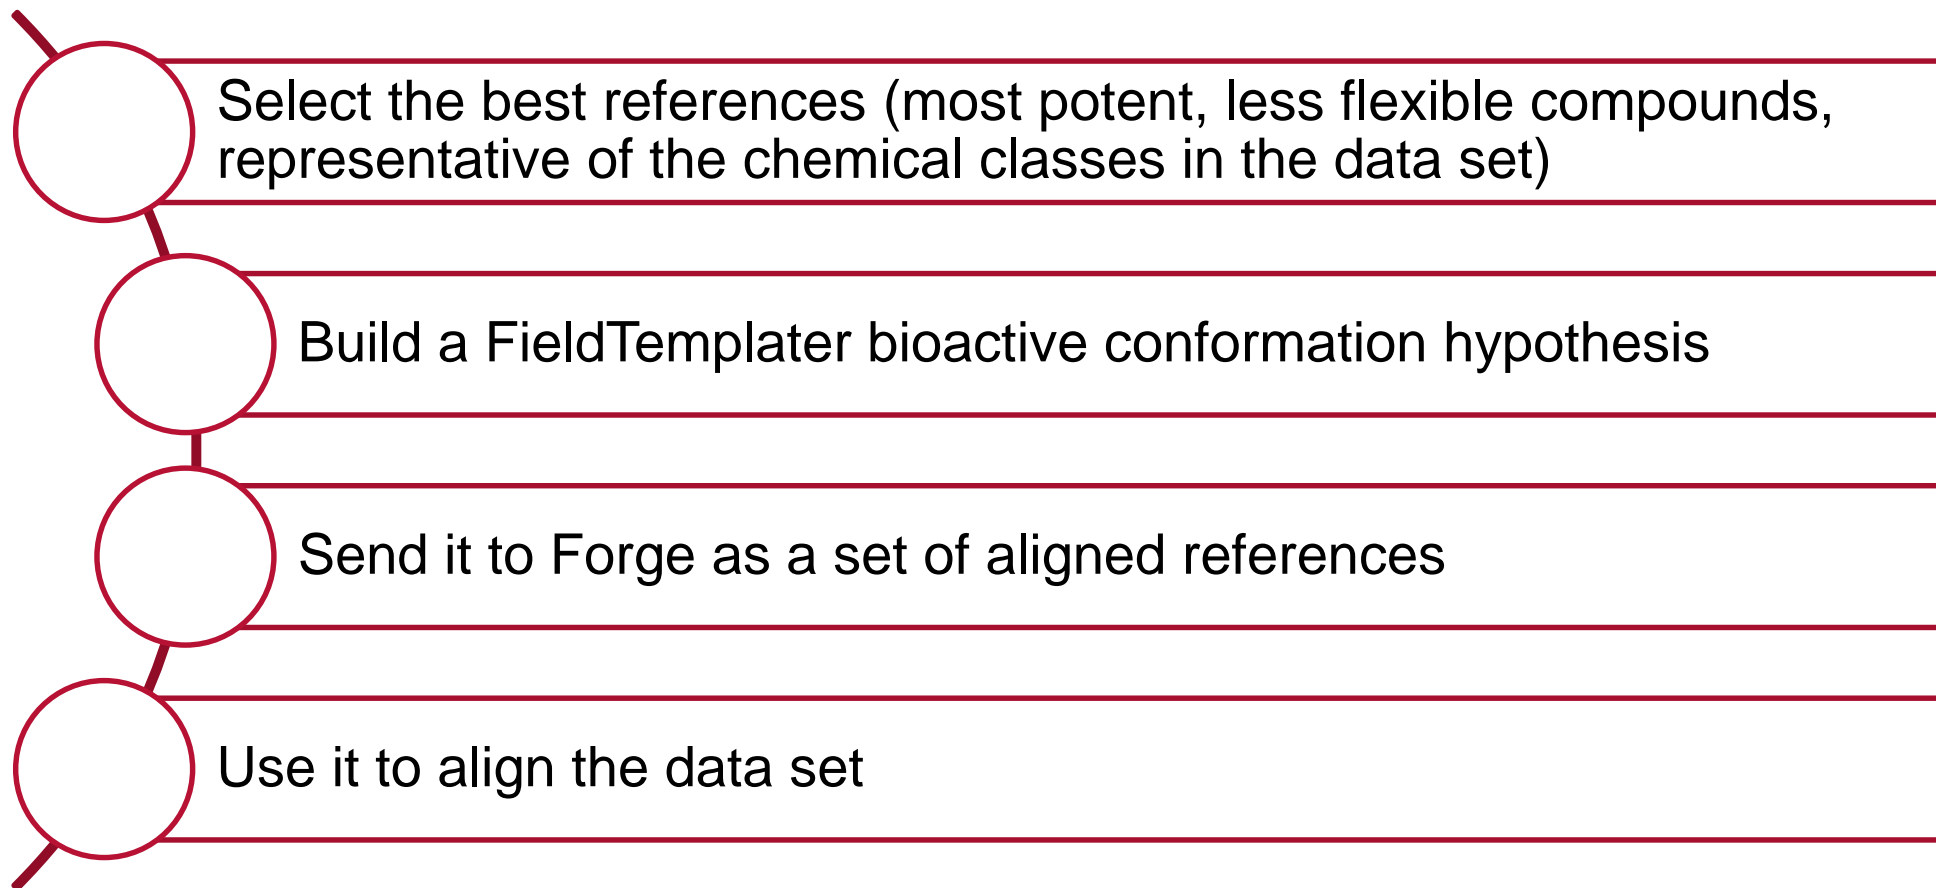 Select the best references (most potent, less flexible compounds,
representative of the chemical classes in the data set)
Build a FieldTemplater bioactive conformation hypothesis
Send it to Forge as a set of aligned references
Use it to align the data set